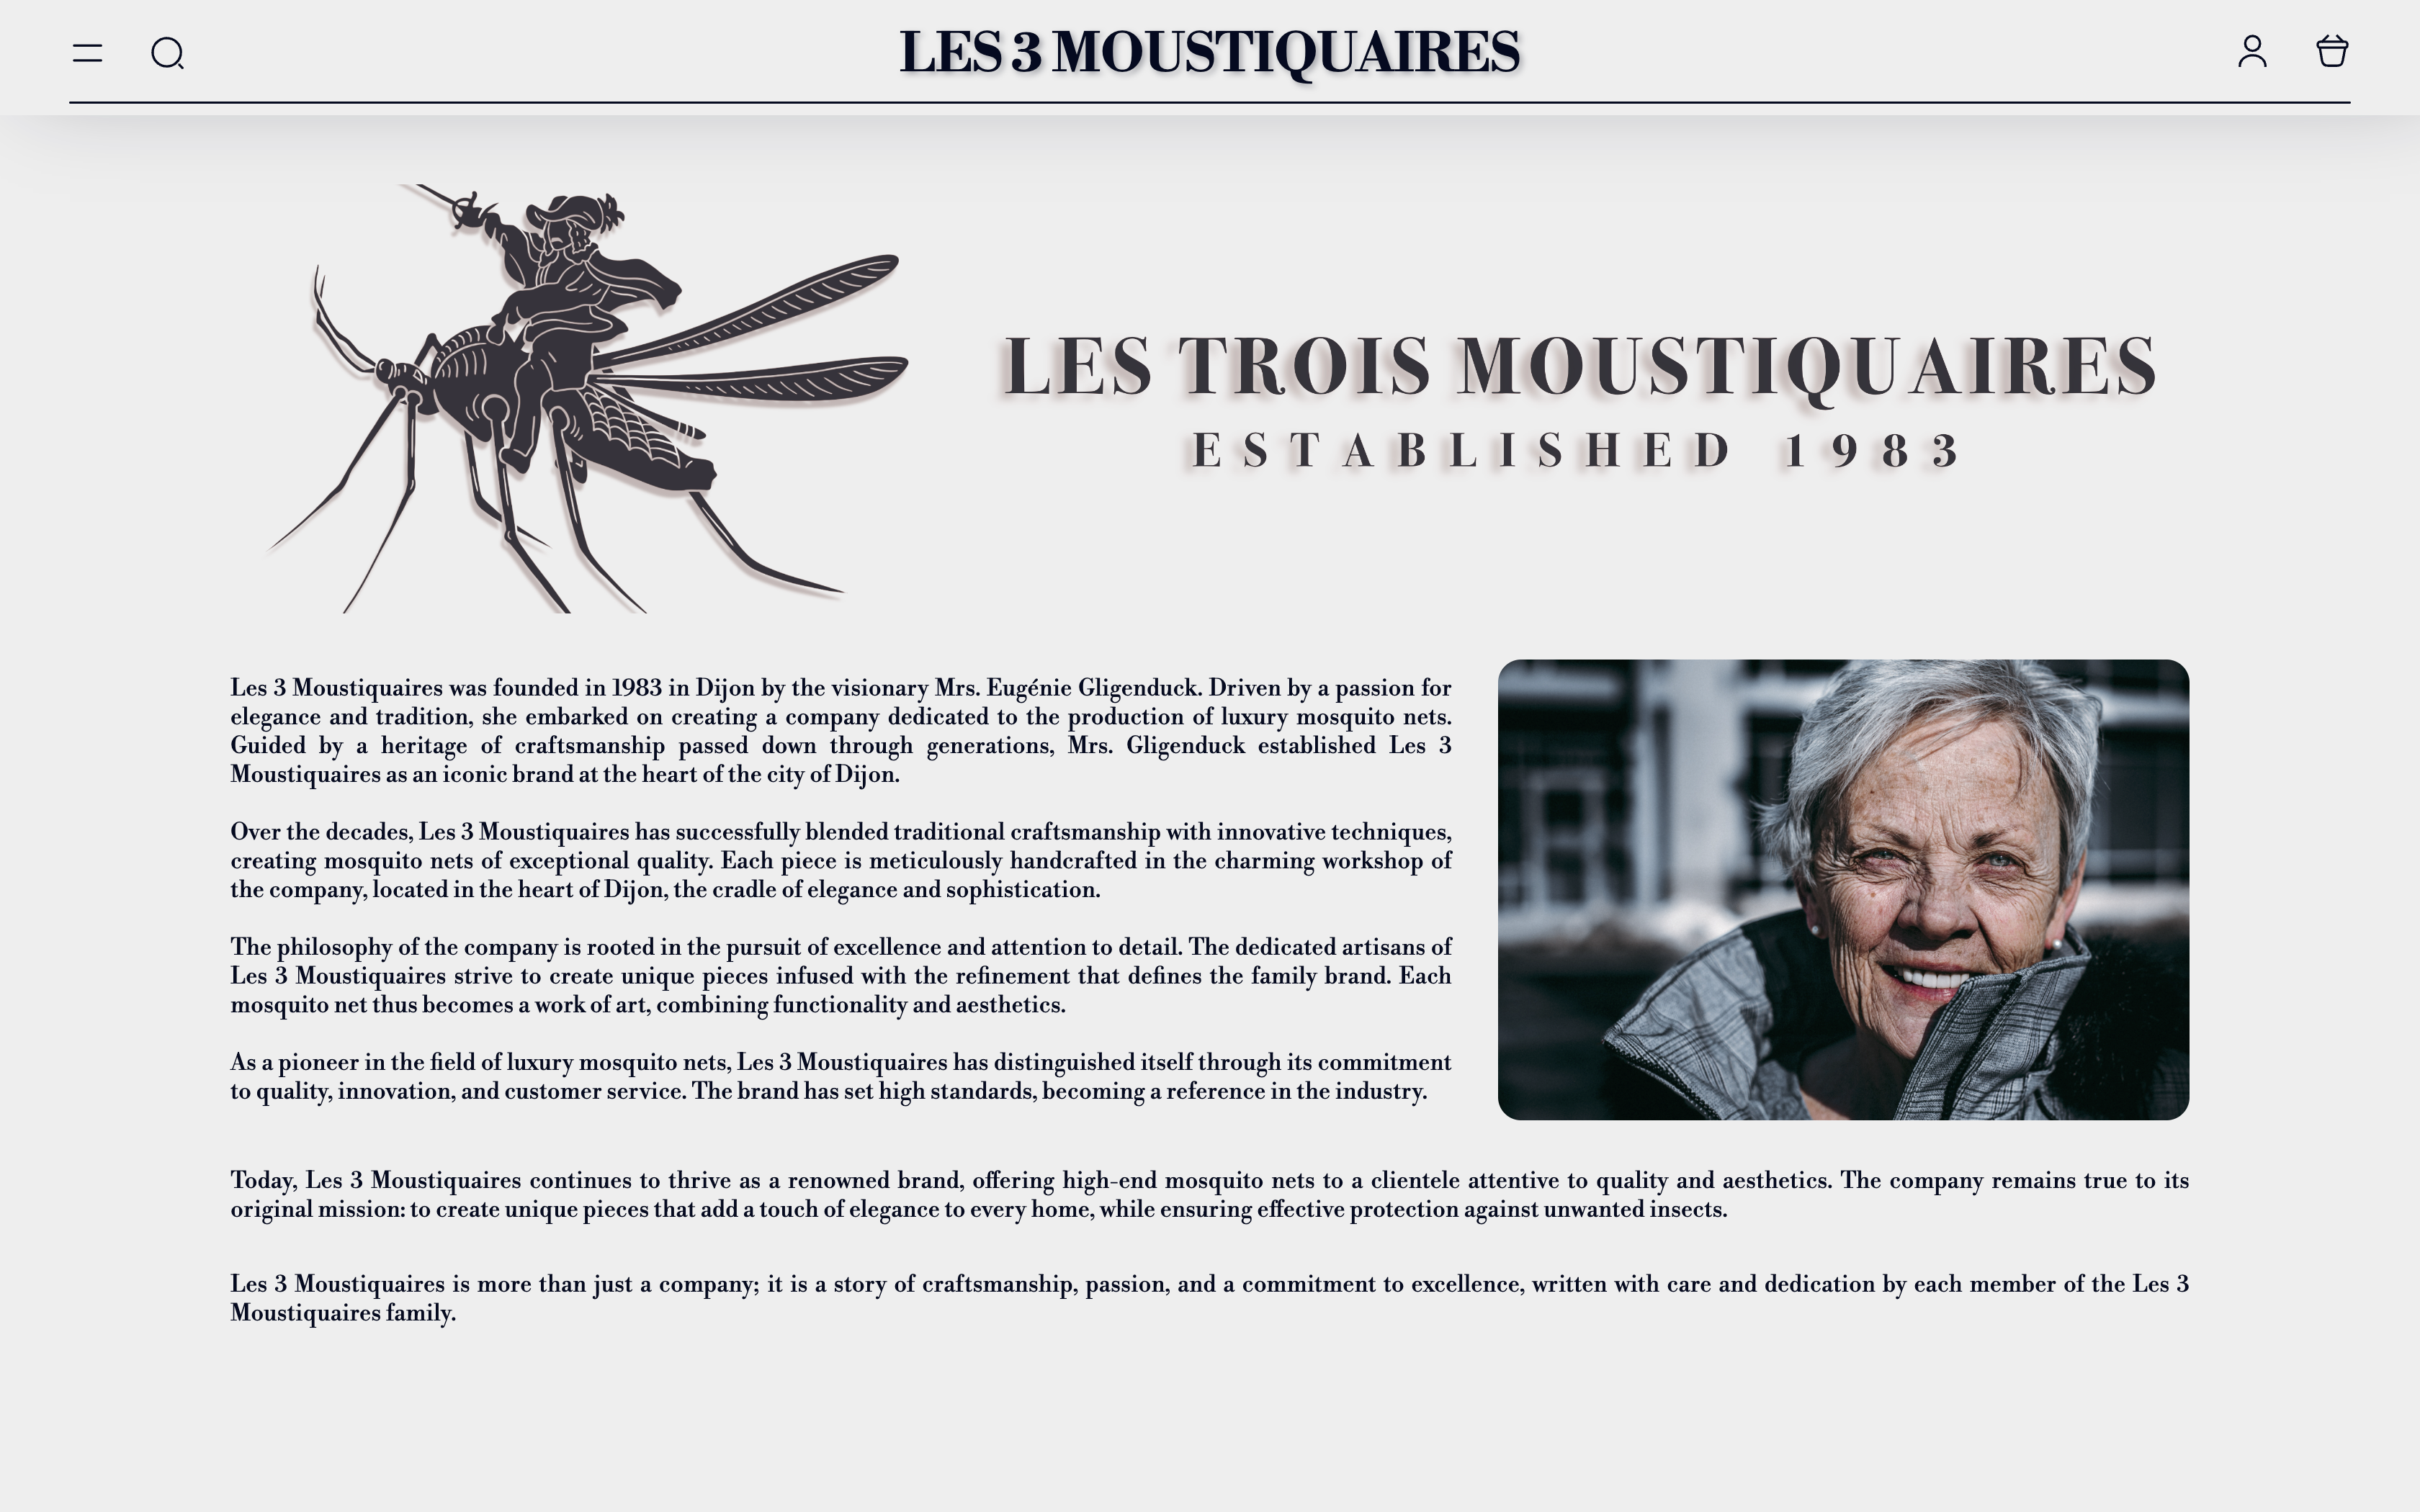 LES 3 MOUSTIQUAIRES
LES TROIS MOUSTIQUAIRES
ESTABLISHED 1983
Les 3 Moustiquaires was founded in 1983 in Dijon by the visionary Mrs. Eugénie Gligenduck. Driven by a passion for
elegance and tradition, she embarked on creating a company dedicated to the production of luxury mosquito nets.
Guided by a heritage of craftsmanship passed down through generations, Mrs. Gligenduck established Les 3
Moustiquaires as an iconic brand at the heart of the city of Dijon.
Over the decades, Les 3 Moustiquaires has successfully blended traditional craftsmanship with innovative techniques,
creating mosquito nets of exceptional quality. Each piece is meticulously handcrafted in the charming workshop of
the company, located in the heart of Dijon, the cradle of elegance and sophistication.
The philosophy of the company is rooted in the pursuit of excellence and attention to detail. The dedicated artisans of
Les 3 Moustiquaires strive to create unique pieces infused with the refinement that defines the family brand. Each
mosquito net thus becomes a work of art, combining functionality and aesthetics.
As a pioneer in the field of luxury mosquito nets, Les 3 Moustiquaires has distinguished itself through its commitment
to quality, innovation, and customer service. The brand has set high standards, becoming a reference in the industry.
Today, Les 3 Moustiquaires continues to thrive as a renowned brand, offering high-end mosquito nets to a clientele attentive to quality and aesthetics. The company remains true to its
original mission: to create unique pieces that add a touch of elegance to every home, while ensuring effective protection against unwanted insects.
Les 3 Moustiquaires is more than just a company; it is a story of craftsmanship, passion, and a commitment to excellence, written with care and dedication by each member of the Les 3
Moustiquaires family.